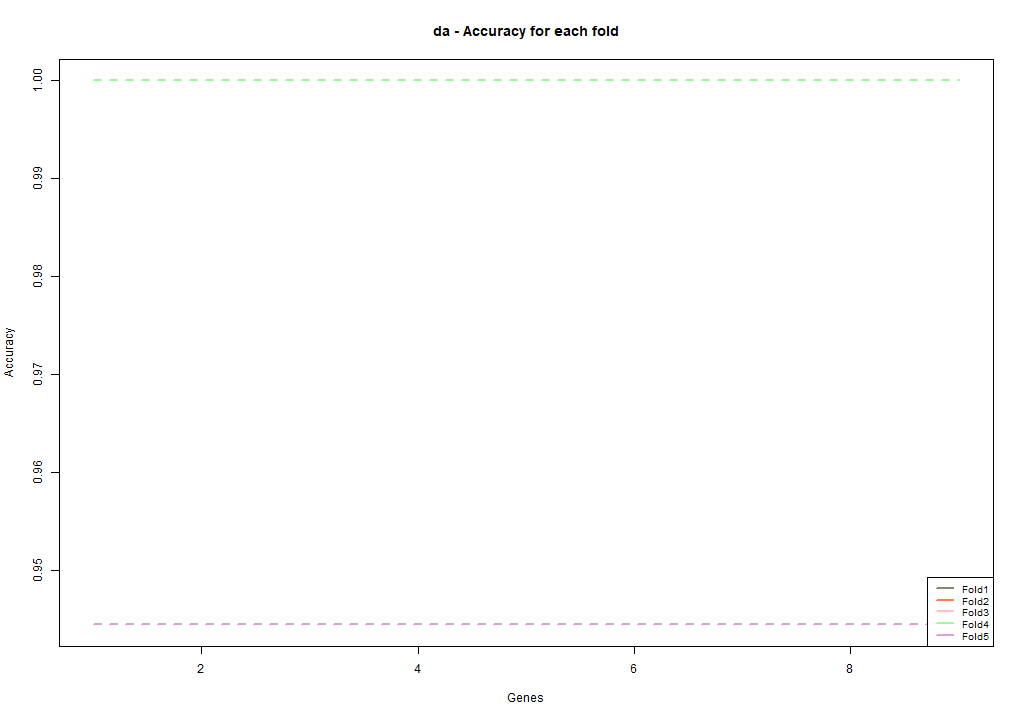 da - Accuracy for each fold
1.00
0.99
0.98
0.97
0.96
0.95
Accuracy
2 4 6 8
Genes
Fold1
Fold2
Fold3
Fold4
Fold5